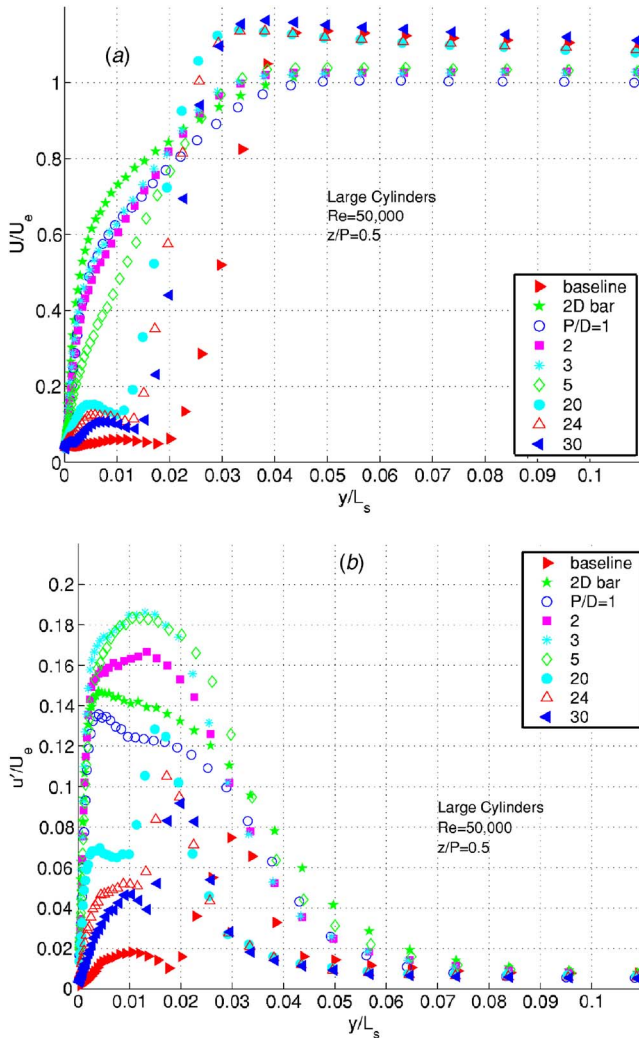 (a)
1
0.8
0.6
0.4
0.2
0
U/Uₑ
Large Cylinders
Re=50,000
z/P=0.5
baseline
2D bar
P/D=1
2
3
5
20
24
30
0 0.01 0.02 0.03 0.04 0.05 0.06 0.07 0.08 0.09 0.1
y/Lₛ
(b)
0.2
0.18
0.16
0.14
0.12
0.1
0.08
0.06
0.04
0.02
0
u′/Uₑ
baseline
2D bar
P/D=1
2
3
5
20
24
30
Large Cylinders
Re=50,000
z/P=0.5
0 0.01 0.02 0.03 0.04 0.05 0.06 0.07 0.08 0.09 0.1
y/Lₛ